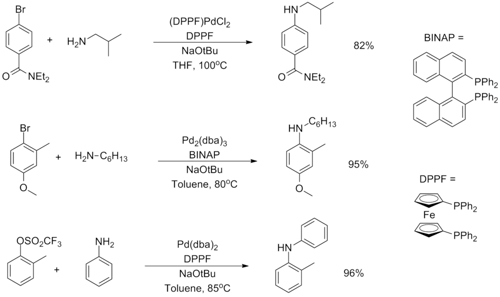 Br
O
NEt2
+
H2N
(DPPF)PdCl2
DPPF
NaOtBu
THF, 100°C
HN
O
NEt2
82%
BINAP =
PPh2
PPh2
Br
O
+
H2N-C6H13
Pd2(dba)3
BINAP
NaOtBu
Toluene, 80°C
HN
C6H13
O
95%
DPPF =
PPh2
Fe
PPh2
OSO2CF3
+
NH2
Pd(dba)2
DPPF
NaOtBu
Toluene, 85°C
HN
96%